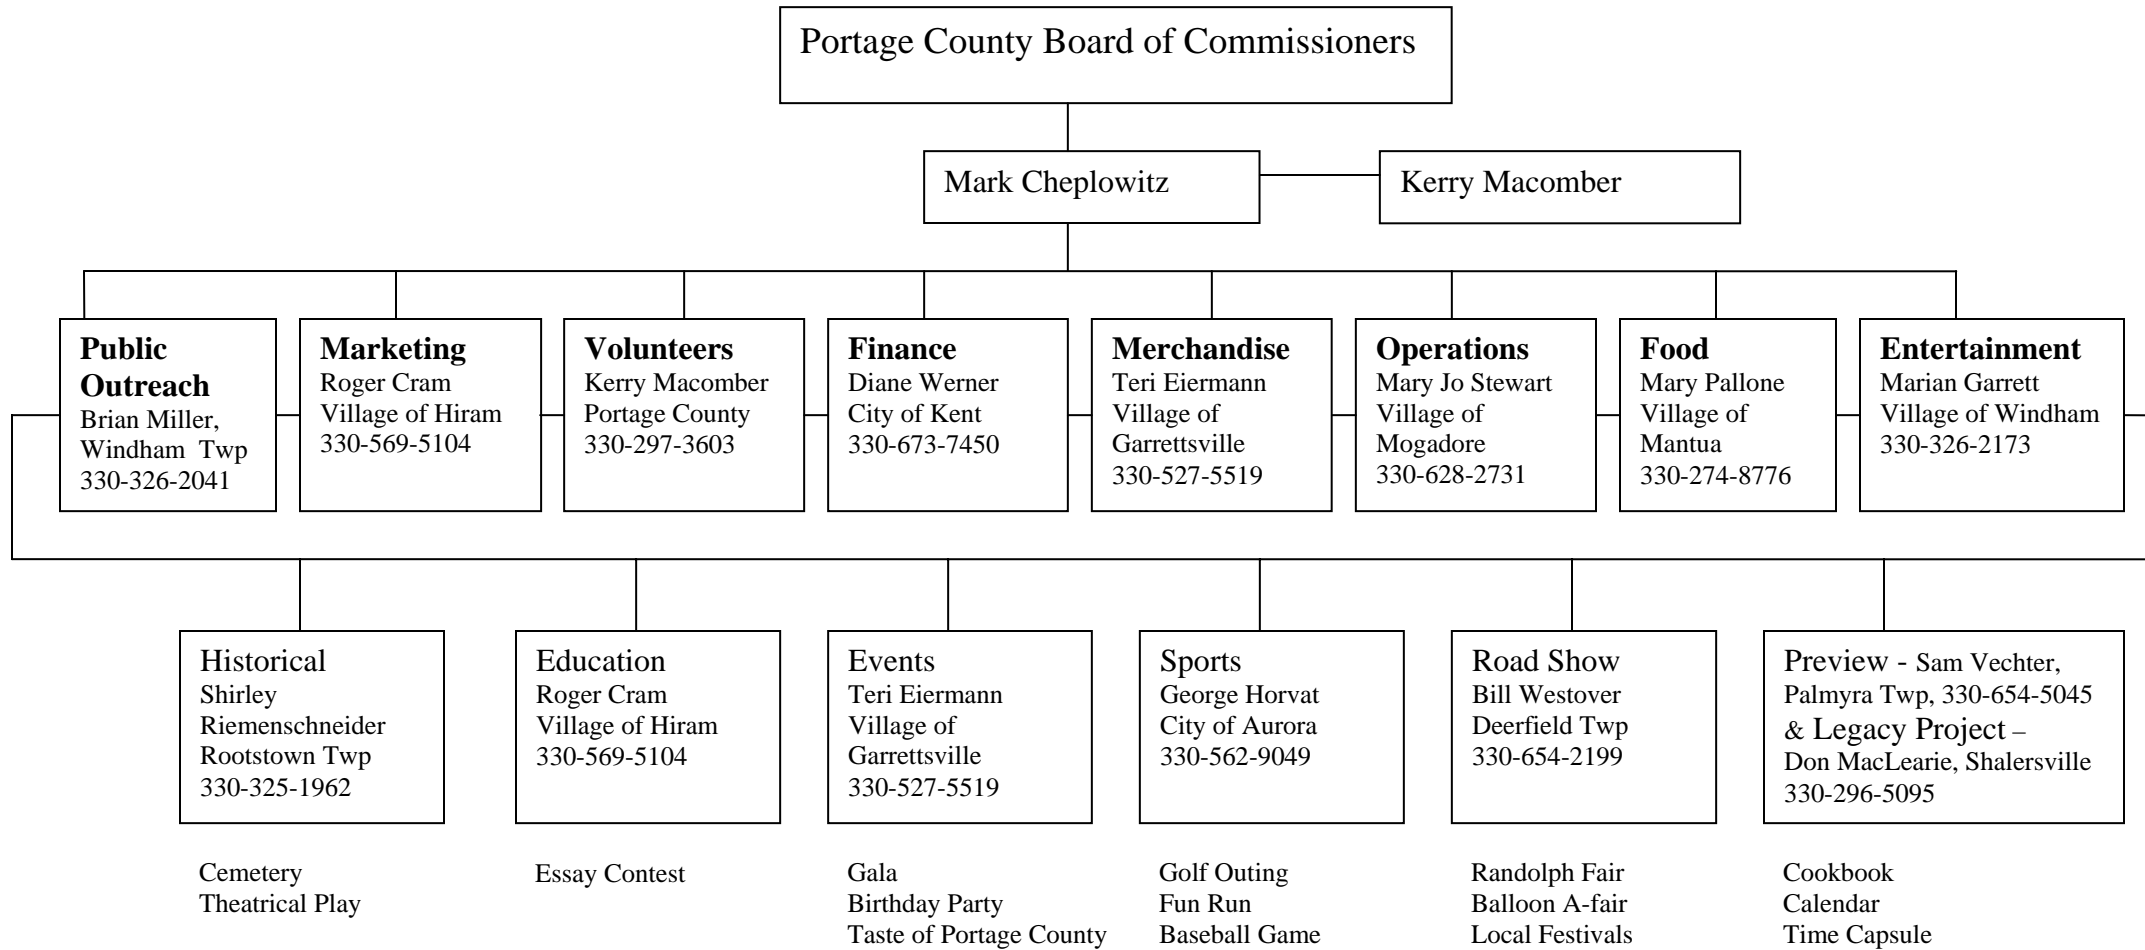 Portage County Board of Commissioners
Mark Cheplowitz
Kerry Macomber
Public
Outreach
Brian Miller,
Windham Twp
330-326-2041
Marketing
Roger Cram
Village of Hiram
330-569-5104
Volunteers
Kerry Macomber
Portage County
330-297-3603
Finance
Diane Werner
City of Kent
330-673-7450
Merchandise
Teri Eiermann
Village of
Garrettsville
330-527-5519
Operations
Mary Jo Stewart
Village of
Mogadore
330-628-2731
Food
Mary Pallone
Village of
Mantua
330-274-8776
Entertainment
Marian Garrett
Village of Windham
330-326-2173
Historical
Shirley
Riemenschneider
Rootstown Twp
330-325-1962
Education
Roger Cram
Village of Hiram
330-569-5104
Events
Teri Eiermann
Village of
Garrettsville
330-527-5519
Sports
George Horvat
City of Aurora
330-562-9049
Road Show
Bill Westover
Deerfield Twp
330-654-2199
Preview - Sam Vechter,
Palmyra Twp, 330-654-5045
& Legacy Project –
Don MacLearie, Shalersville
330-296-5095
Cemetery
Theatrical Play
Essay Contest
Gala
Birthday Party
Taste of Portage County
Golf Outing
Fun Run
Baseball Game
Randolph Fair
Balloon A-fair
Local Festivals
Cookbook
Calendar
Time Capsule